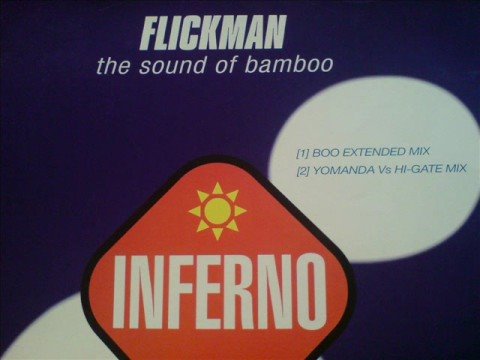 FLICKMAN
the sound of bamboo
[1] BOO EXTENDED MIX
[2] YOMANDA Vs HI-GATE MIX
INFERNO